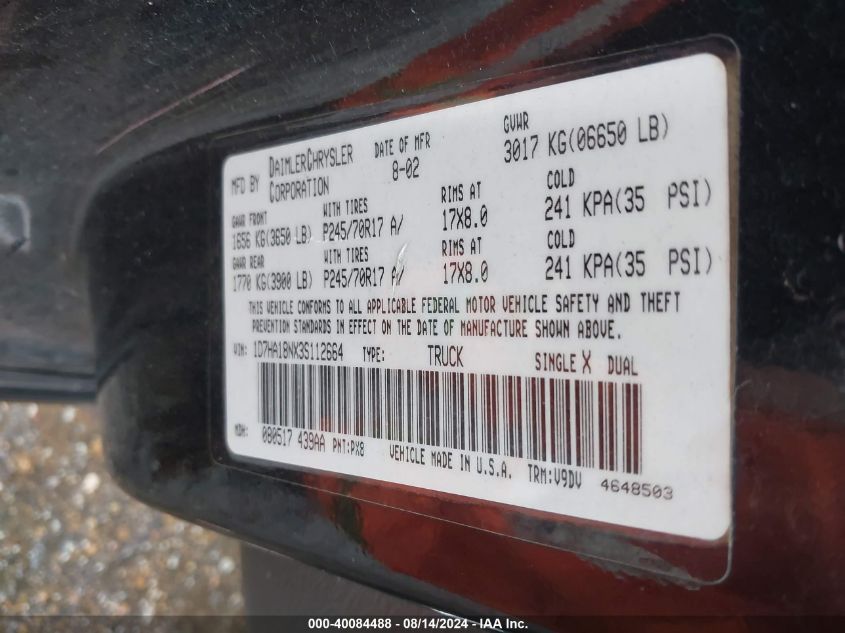 MFD BY DAIMLERCHRYSLER CORPORATION DATE OF MFR 8-02 GVWR 3017 KG(06650 LB)
GAWR FRONT WITH TIRES RIMS AT COLD
1656 KG(3650 LB) P245/70R17 A/ 17X8.0 241 KPA(35 PSI)
GAWR REAR WITH TIRES RIMS AT COLD
1770 KG(3900 LB) P245/70R17 A/ 17X8.0 241 KPA(35 PSI)
THIS VEHICLE CONFORMS TO ALL APPLICABLE FEDERAL MOTOR VEHICLE SAFETY AND THEFT
PREVENTION STANDARDS IN EFFECT ON THE DATE OF MANUFACTURE SHOWN ABOVE.
VIN: 1D7HA18NX3S112664 TYPE: TRUCK SINGLE X DUAL
MDH: 080517 439AA PNT:PX8 VEHICLE MADE IN U.S.A. TRM:V9DV 4648503
000-40084488 - 08/14/2024 - IAA Inc.